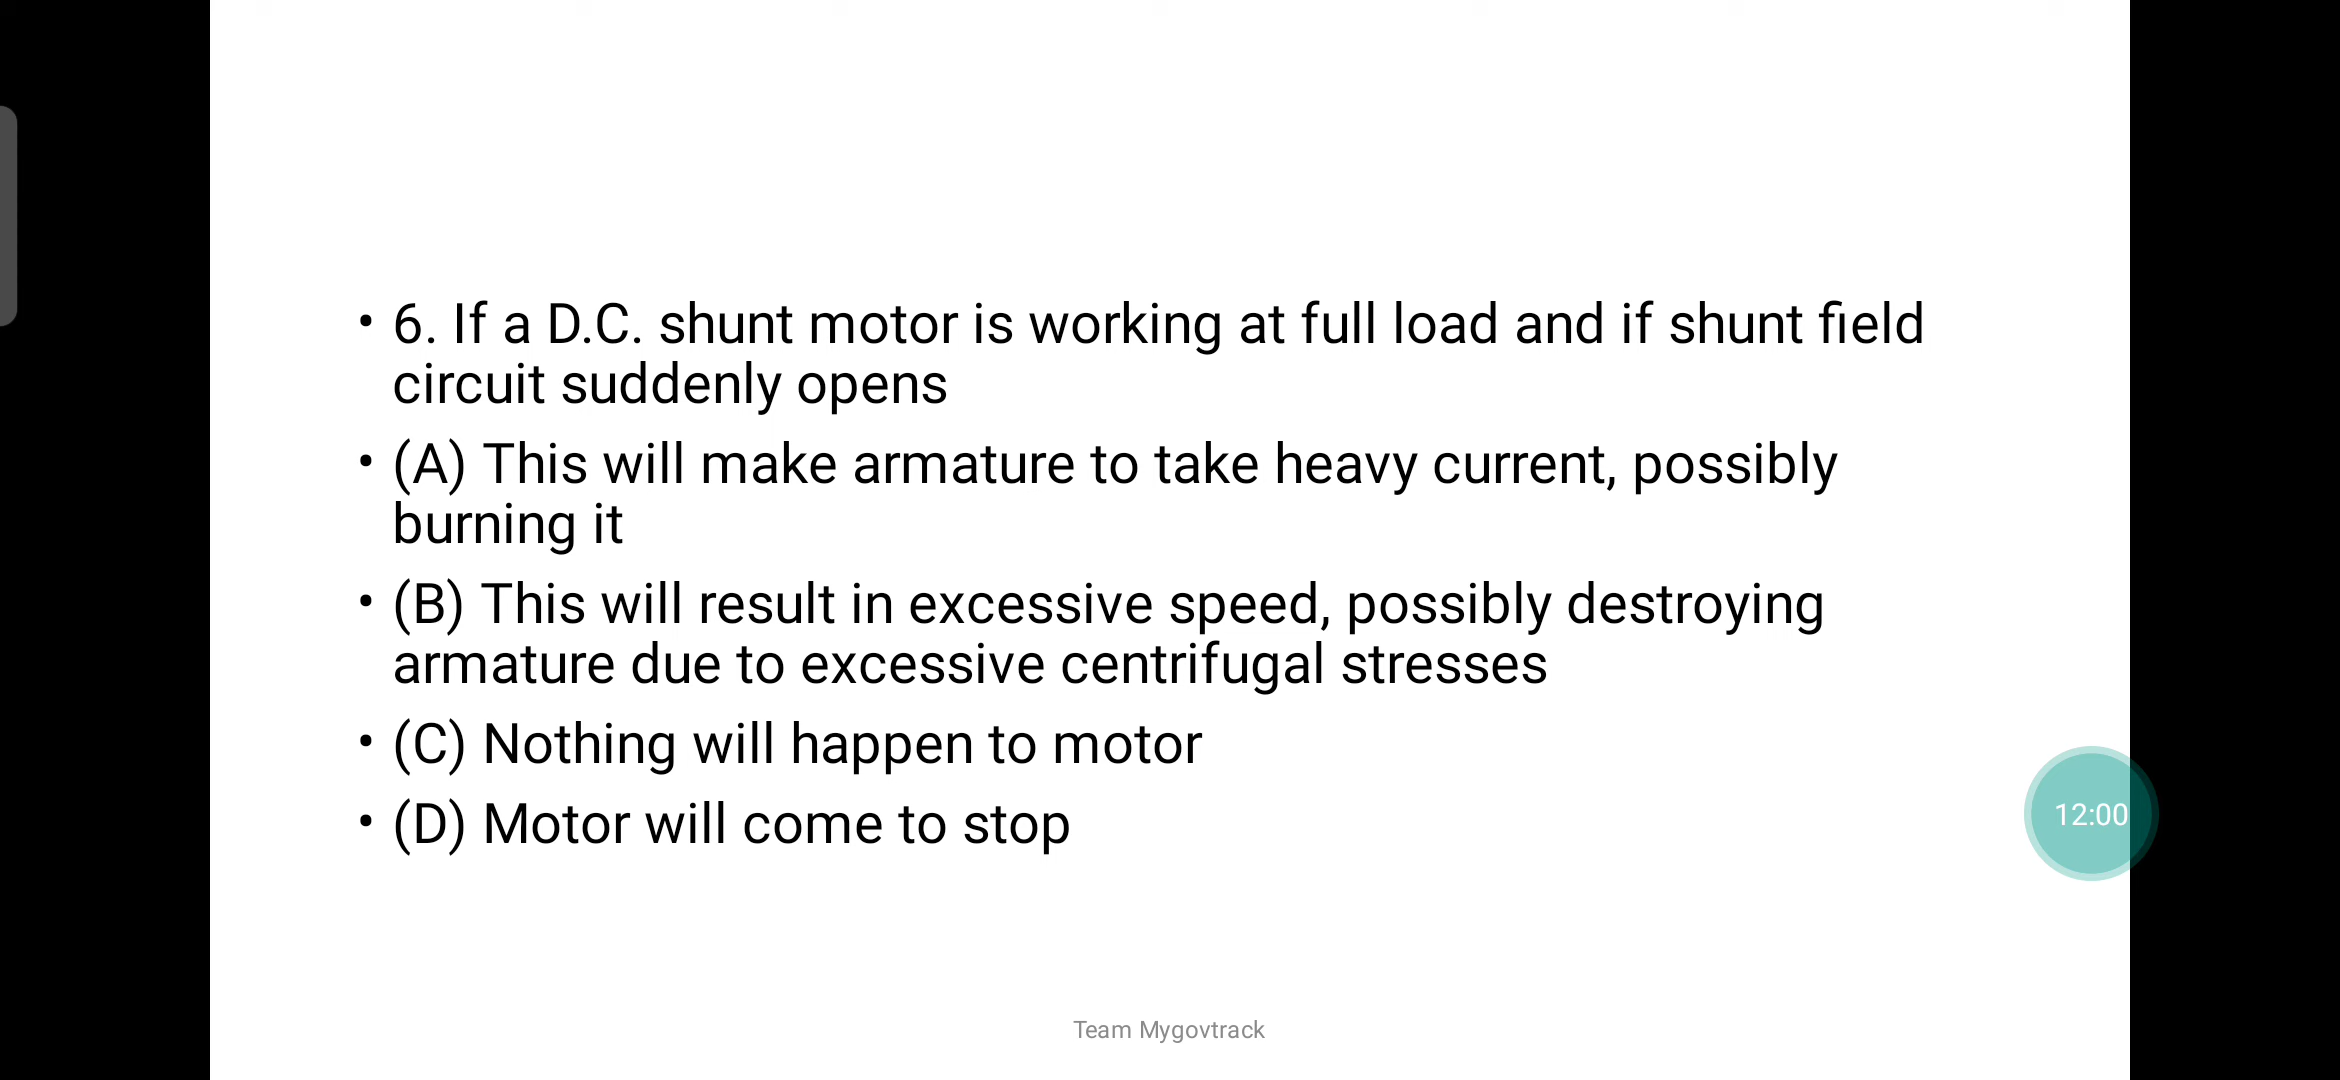 • 6. If a D.C. shunt motor is working at full load and if shunt field
circuit suddenly opens
• (A) This will make armature to take heavy current, possibly
burning it
• (B) This will result in excessive speed, possibly destroying
armature due to excessive centrifugal stresses
• (C) Nothing will happen to motor
• (D) Motor will come to stop
12:00
Team Mygovtrack